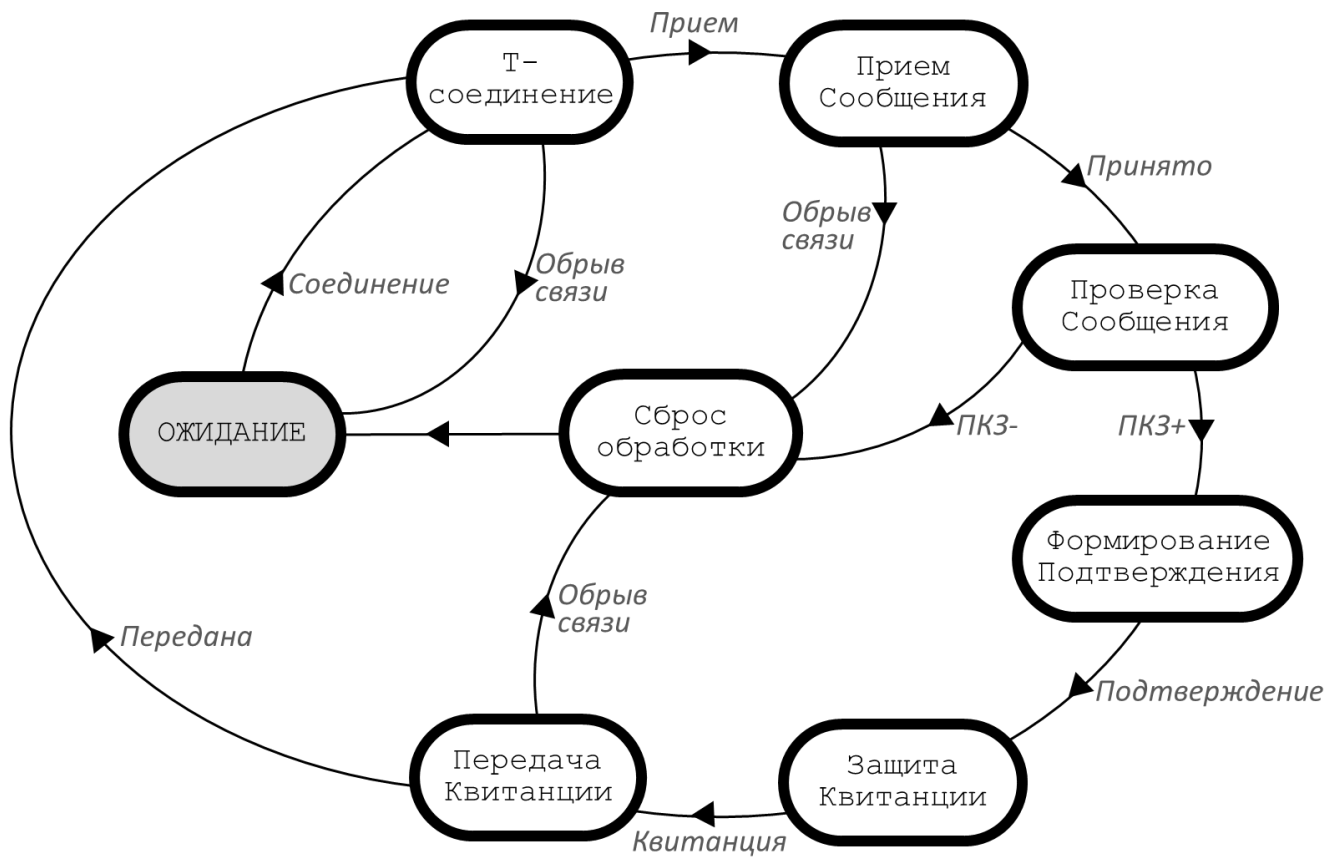 Прием
Т-
соединение
Прием
Сообщения
Принято
Обрыв
связи
Обрыв
связи
Соединение
Проверка
Сообщения
ОЖИДАНИЕ
Сброс
обработки
ПКЗ-
ПКЗ+
Формирование
Подтверждения
Обрыв
связи
Передана
Подтверждение
Передача
Квитанции
Защита
Квитанции
Квитанция